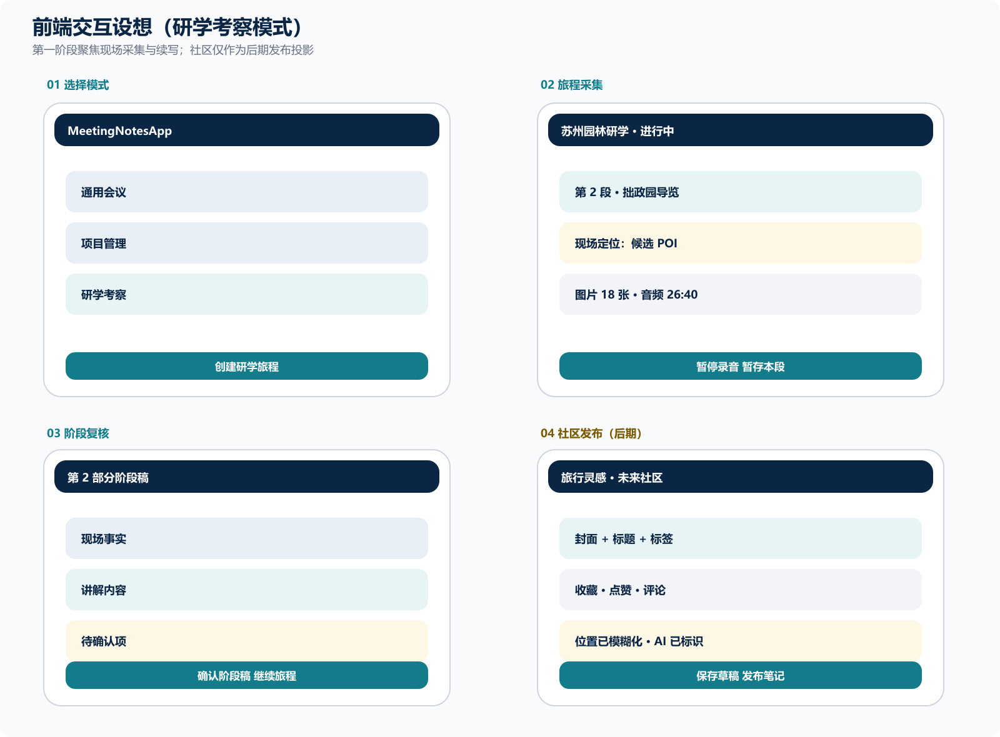 前端交互设想（研学考察模式）
第一阶段聚焦现场采集与续写；社区仅作为后期发布投影
01 选择模式
MeetingNotesApp
通用会议
项目管理
研学考察
创建研学旅程
02 旅程采集
苏州园林研学 • 进行中
第 2 段 • 拙政园导览
现场定位：候选 POI
图片 18 张 • 音频 26:40
暂停录音 暂存本段
03 阶段复核
第 2 部分阶段稿
现场事实
讲解内容
待确认项
确认阶段稿 继续旅程
04 社区发布（后期）
旅行灵感 • 未来社区
封面 + 标题 + 标签
收藏 • 点赞 • 评论
位置已模糊化 • AI 已标识
保存草稿 发布笔记